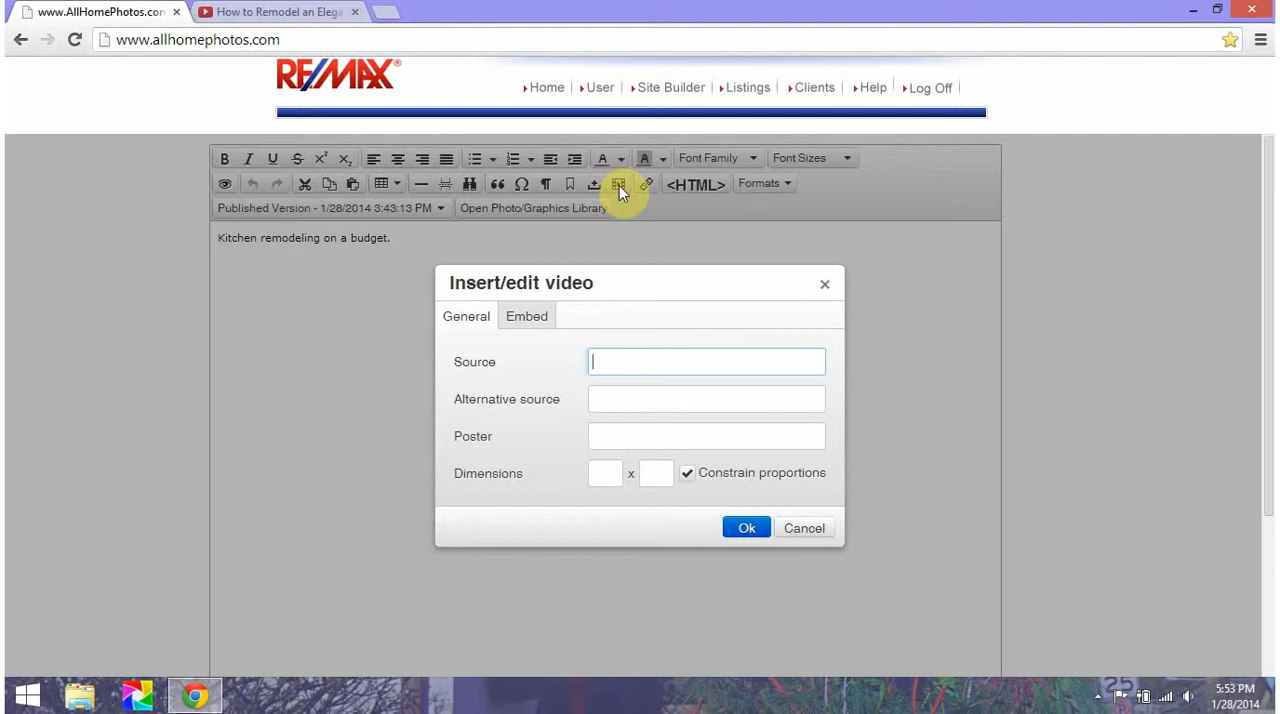 www.AllHomePhotos.com
How to Remodel an Elega
www.allhomephotos.com
RE/MAX
Home
User
Site Builder
Listings
Clients
Help
Log Off
B I U S X² X₂ A A Font Family Font Sizes
<HTML> Formats
Published Version - 1/28/2014 3:43:13 PM Open Photo/Graphics Library
Kitchen remodeling on a budget.
Insert/edit video
General Embed
Source
Alternative source
Poster
Dimensions x Constrain proportions
Ok Cancel
5:53 PM
1/28/2014